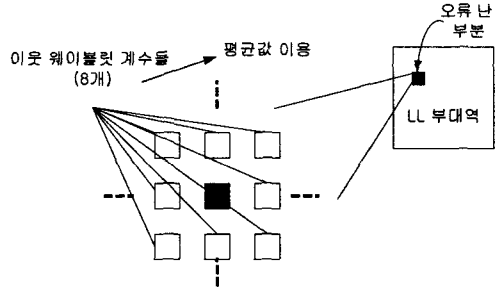 이웃 웨이블릿 계수들
(8개)
평균값 이용
오류 난
부분
LL 부대역